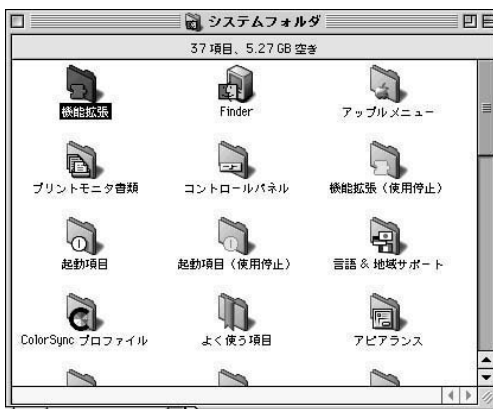 システムフォルダ
37 項目、5.27 GB 空き
機能拡張
Finder
アップルメニュー
プリントモニタ書類
コントロールパネル
機能拡張（使用停止）
起動項目
起動項目（使用停止）
言語 & 地域サポート
ColorSync プロファイル
よく使う項目
アピアランス